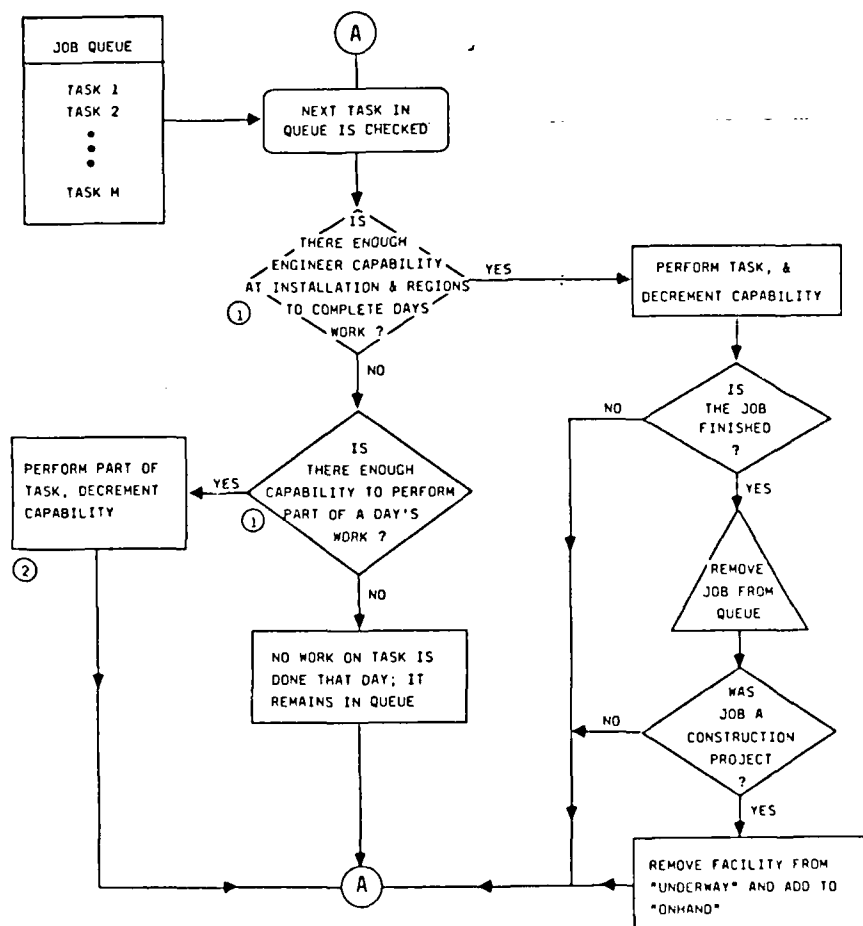 JOB QUEUE
TASK 1
TASK 2
TASK M
A
NEXT TASK IN
QUEUE IS CHECKED
IS
THERE ENOUGH
ENGINEER CAPABILITY
AT INSTALLATION & REGIONS
TO COMPLETE DAYS
WORK ?
1
YES
NO
PERFORM TASK, &
DECREMENT CAPABILITY
IS
THE JOB
FINISHED
?
NO
YES
REMOVE
JOB FROM
QUEUE
WAS
JOB A
CONSTRUCTION
PROJECT
?
NO
YES
REMOVE FACILITY FROM
"UNDERWAY" AND ADD TO
"ONHAND"
IS
THERE ENOUGH
CAPABILITY TO PERFORM
PART OF A DAY'S
WORK ?
1
YES
NO
PERFORM PART OF
TASK, DECREMENT
CAPABILITY
2
NO WORK ON TASK IS
DONE THAT DAY; IT
REMAINS IN QUEUE
A